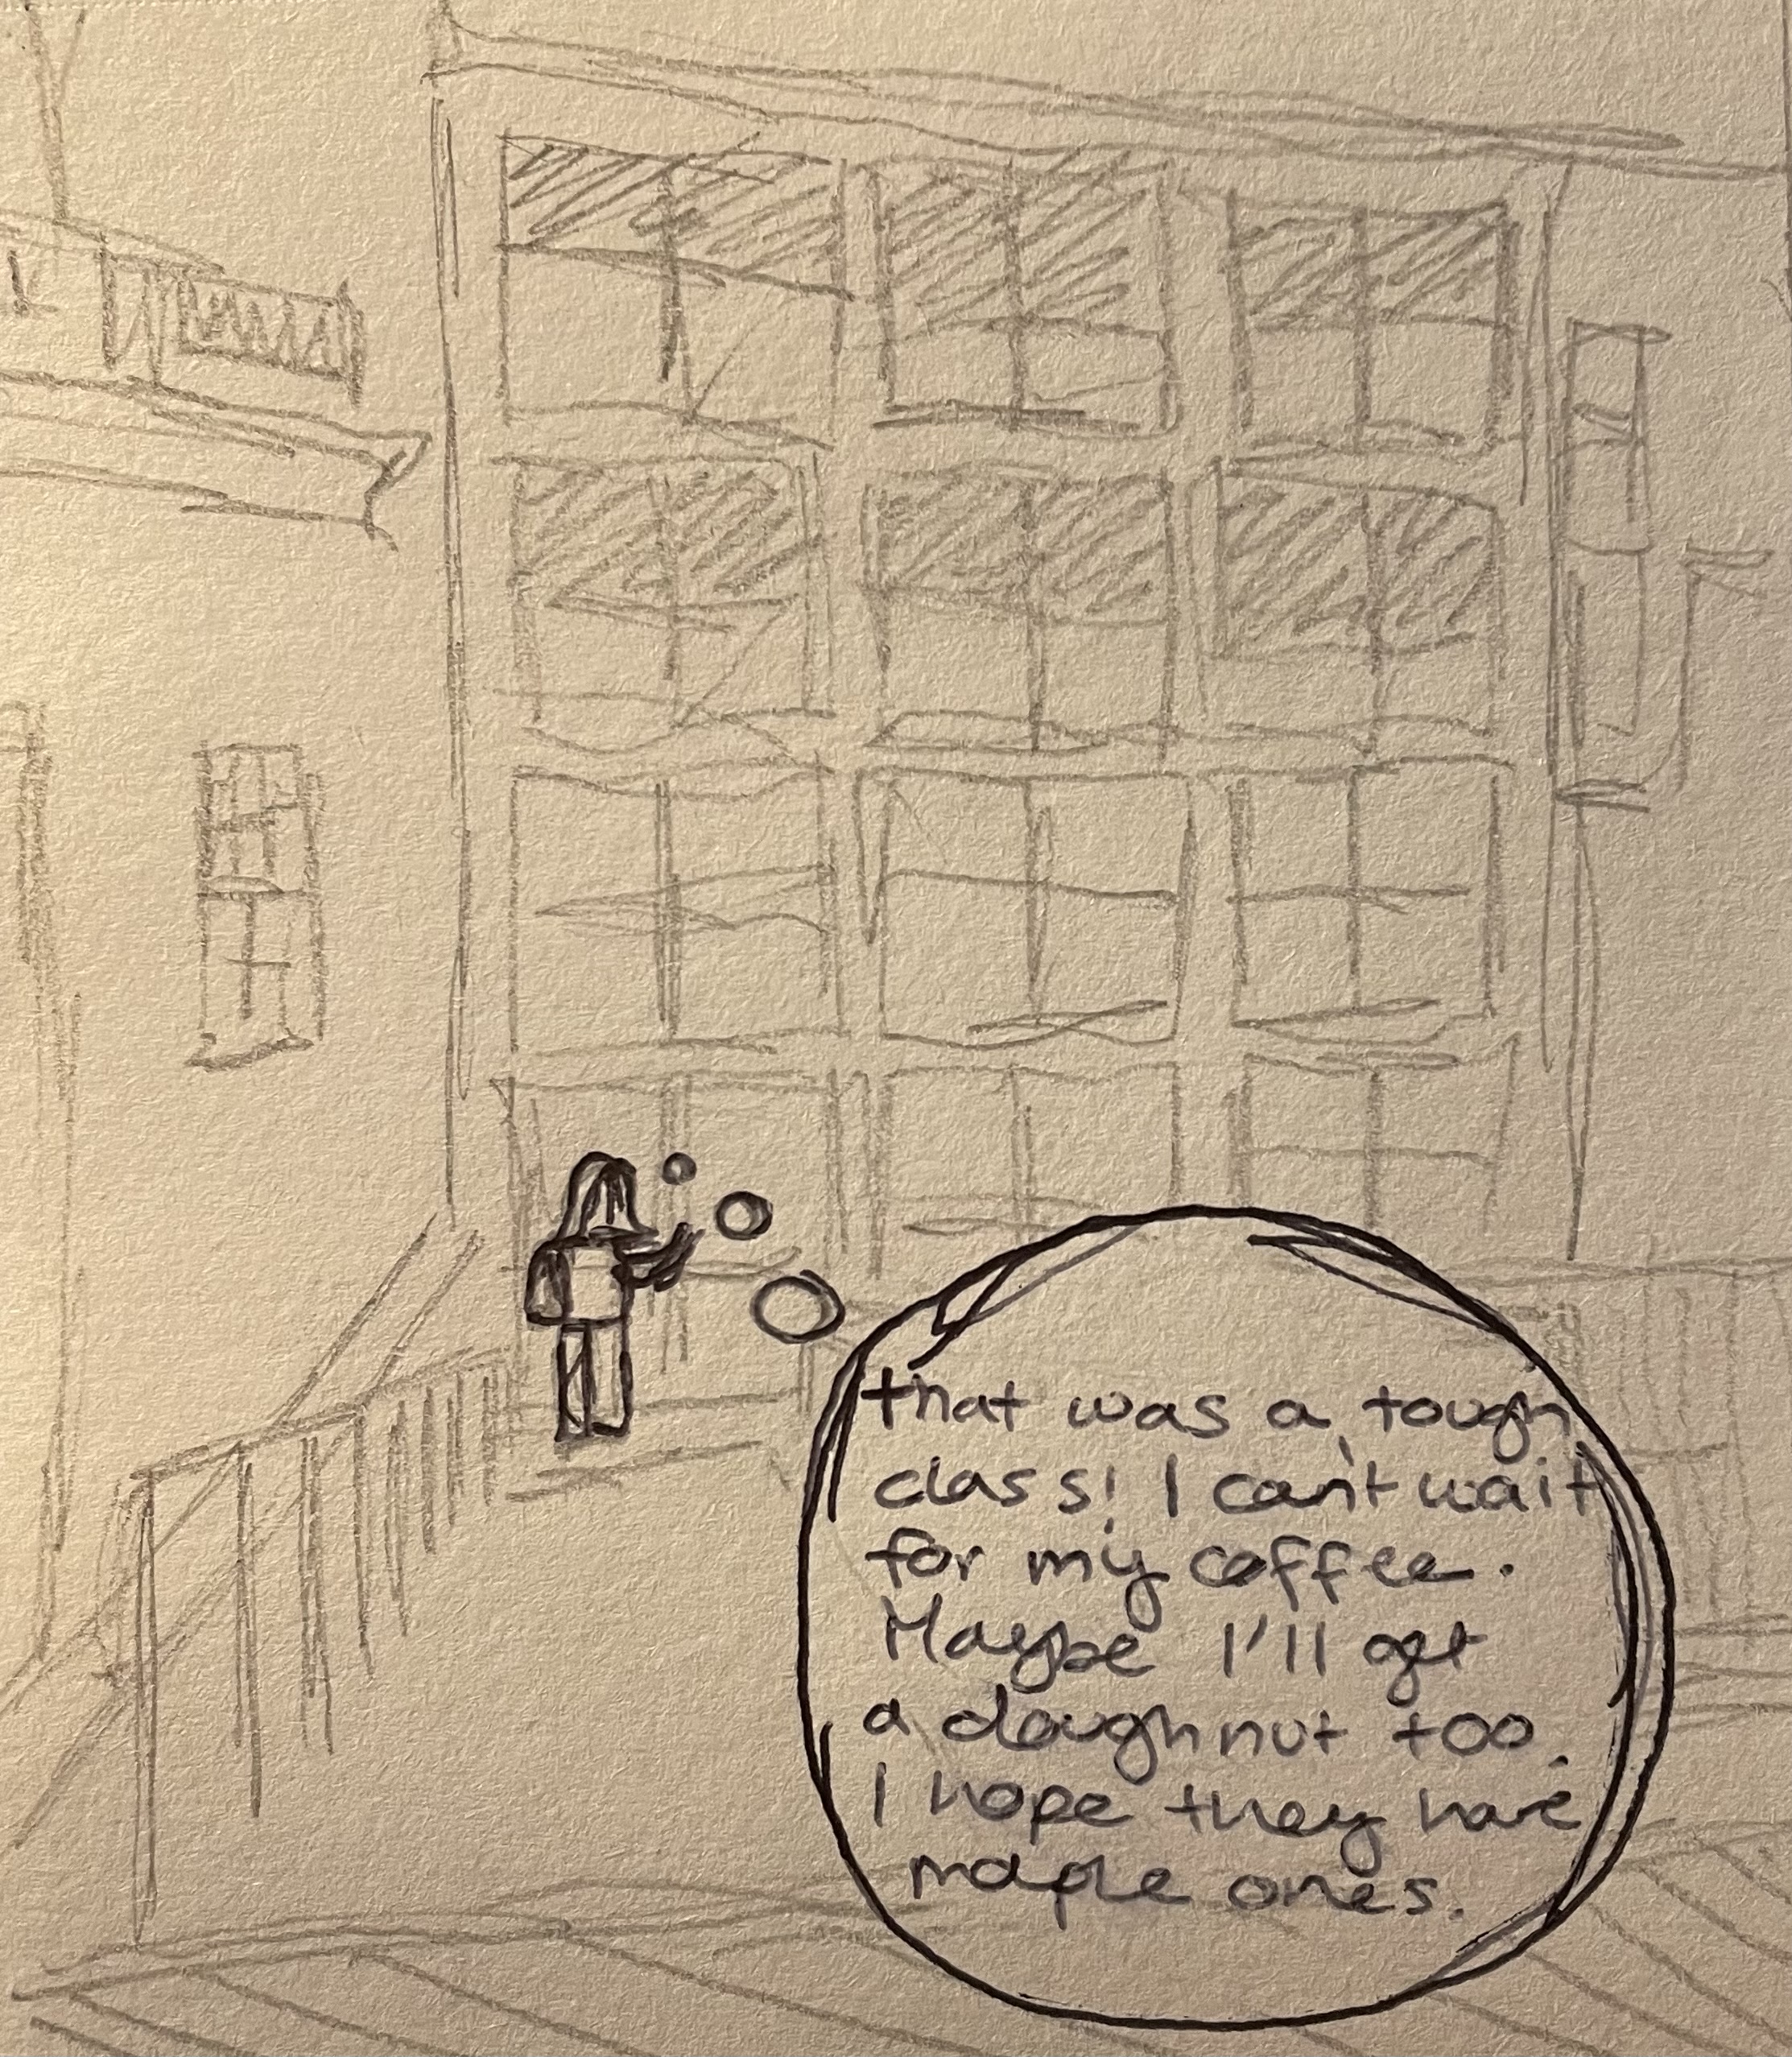 that was a tough
class! I can't wait
for my coffee.
Maybe I'll get
a doughnut too.
I hope they have
maple ones.